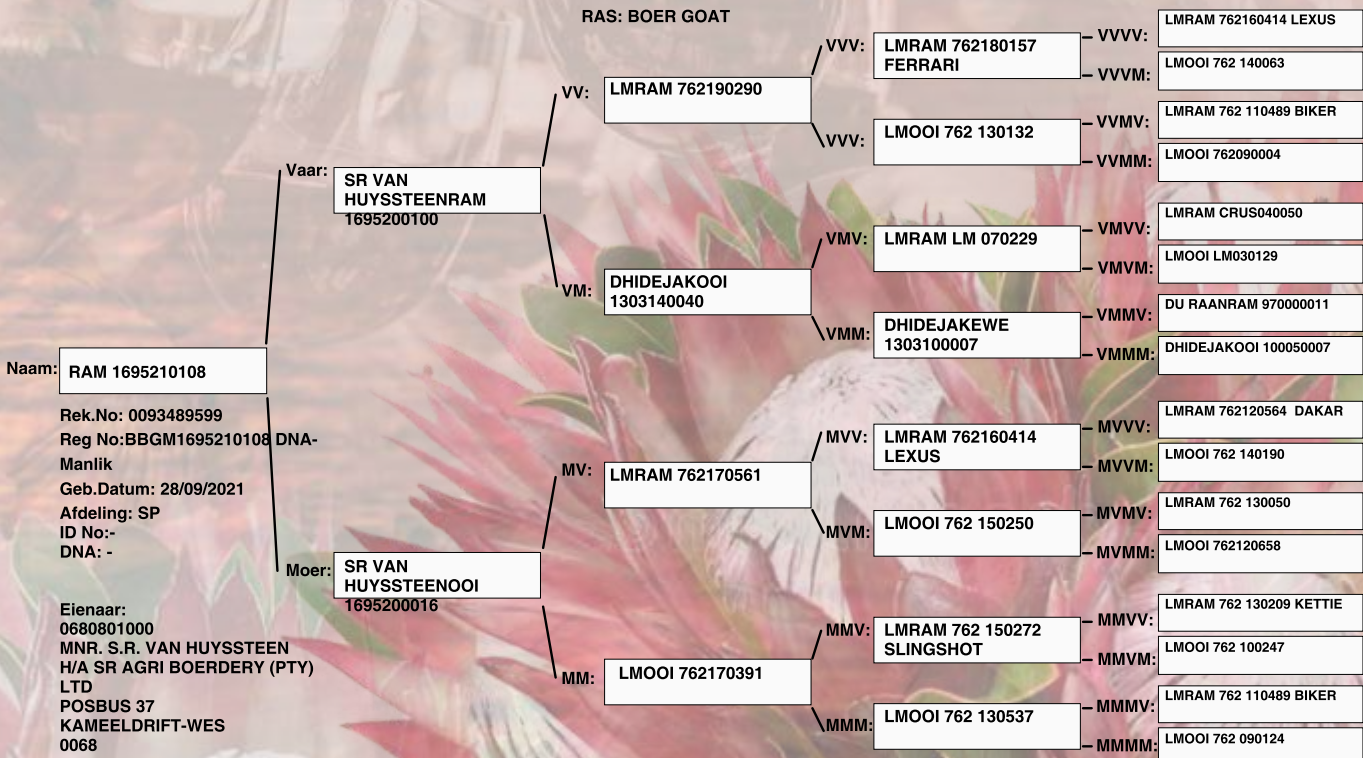 RAS: BOER GOAT
Naam:
RAM 1695210108
Rek.No: 0093489599
Reg No:BBGM1695210108 DNA-
Manlik
Geb.Datum: 28/09/2021
Afdeling: SP
ID No:-
DNA: -
Eienaar:
0680801000
MNR. S.R. VAN HUYSSTEEN
H/A SR AGRI BOERDERY (PTY)
LTD
POSBUS 37
KAMEELDRIFT-WES
0068
Vaar:
SR VAN
HUYSSTEENRAM
1695200100
Moer:
SR VAN
HUYSSTEENOOI
1695200016
VV:
LMRAM 762190290
VM:
DHIDEJAKOOI
1303140040
MV:
LMRAM 762170561
MM:
LMOOI 762170391
VVV:
LMRAM 762180157
FERRARI
VVV:
LMOOI 762 130132
VMV:
LMRAM LM 070229
VMM:
DHIDEJAKEWE
1303100007
MVV:
LMRAM 762160414
LEXUS
MVM:
LMOOI 762 150250
MMV:
LMRAM 762 150272
SLINGSHOT
MMM:
LMOOI 762 130537
VVVV:
LMRAM 762160414 LEXUS
VVVM:
LMOOI 762 140063
VVMV:
LMRAM 762 110489 BIKER
VVMM:
LMOOI 762090004
VMVV:
LMRAM CRUS040050
VMVM:
LMOOI LM030129
VMMV:
DU RAANRAM 970000011
VMMM:
DHIDEJAKOOI 100050007
MVVV:
LMRAM 762120564 DAKAR
MVVM:
LMOOI 762 140190
MVMV:
LMRAM 762 130050
MVMM:
LMOOI 762120658
MMVV:
LMRAM 762 130209 KETTIE
MMVM:
LMOOI 762 100247
MMMV:
LMRAM 762 110489 BIKER
MMMM:
LMOOI 762 090124